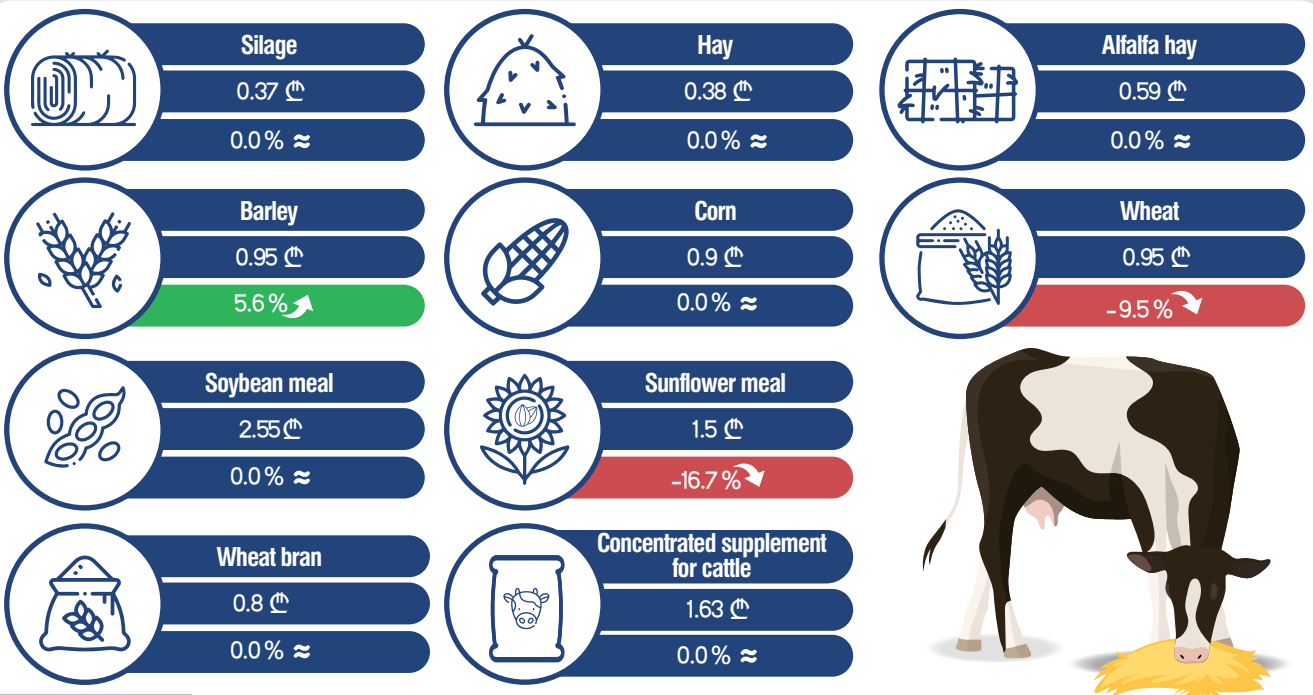 Silage
0.37 ₾
0.0 % ≈
Hay
0.38 ₾
0.0 % ≈
Alfalfa hay
0.59 ₾
0.0 % ≈
Barley
0.95 ₾
5.6 %
Corn
0.9 ₾
0.0 % ≈
Wheat
0.95 ₾
-9.5 %
Soybean meal
2.55 ₾
0.0 % ≈
Sunflower meal
1.5 ₾
-16.7 %
Wheat bran
0.8 ₾
0.0 % ≈
Concentrated supplement
for cattle
1.63 ₾
0.0 % ≈